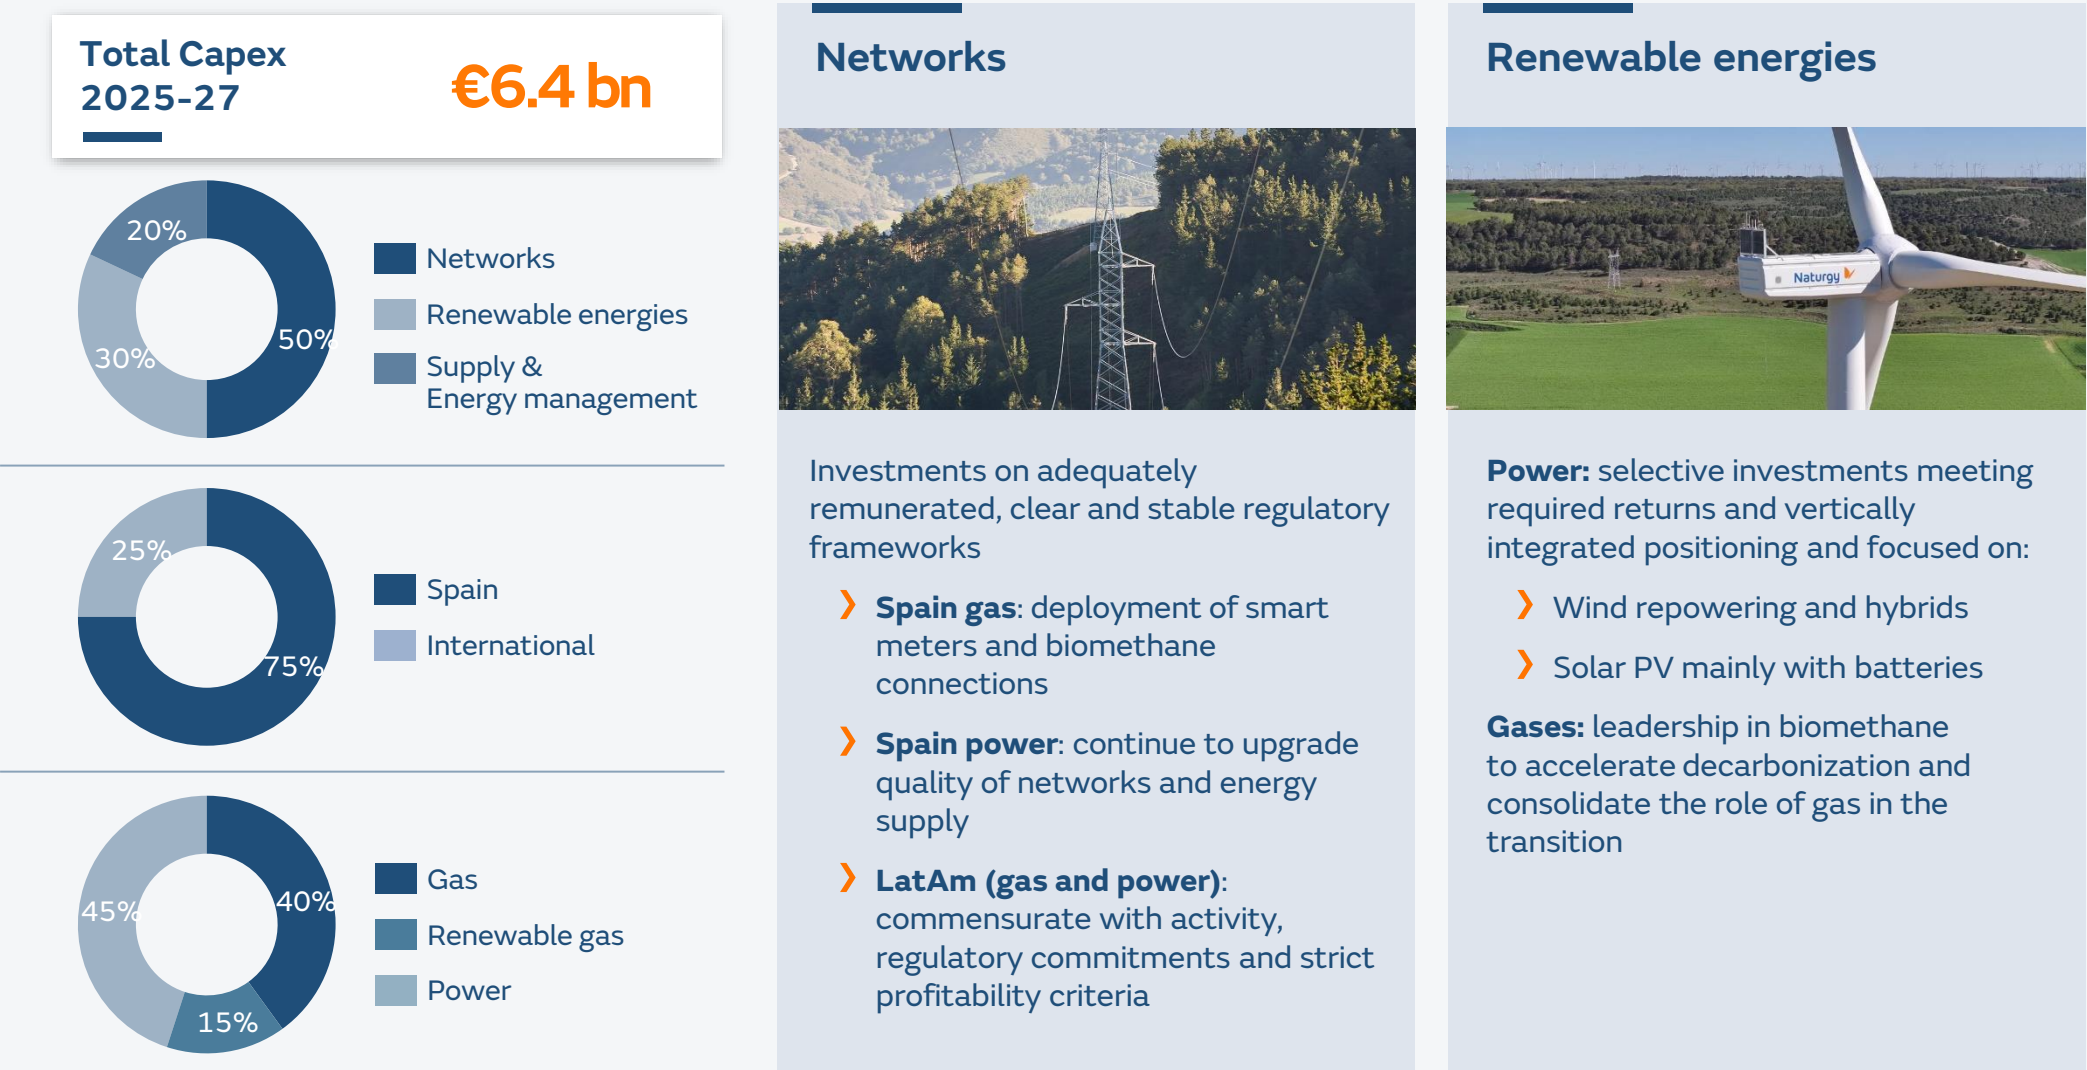 Total Capex
2025-27
€6.4 bn
20%
30%
50%
Networks
Renewable energies
Supply &
Energy management
25%
75%
Spain
International
45%
40%
15%
Gas
Renewable gas
Power
Networks
Investments on adequately
remunerated, clear and stable regulatory
frameworks
❯ Spain gas: deployment of smart
meters and biomethane
connections
❯ Spain power: continue to upgrade
quality of networks and energy
supply
❯ LatAm (gas and power):
commensurate with activity,
regulatory commitments and strict
profitability criteria
Renewable energies
Naturgy
Power: selective investments meeting
required returns and vertically
integrated positioning and focused on:
❯ Wind repowering and hybrids
❯ Solar PV mainly with batteries
Gases: leadership in biomethane
to accelerate decarbonization and
consolidate the role of gas in the
transition